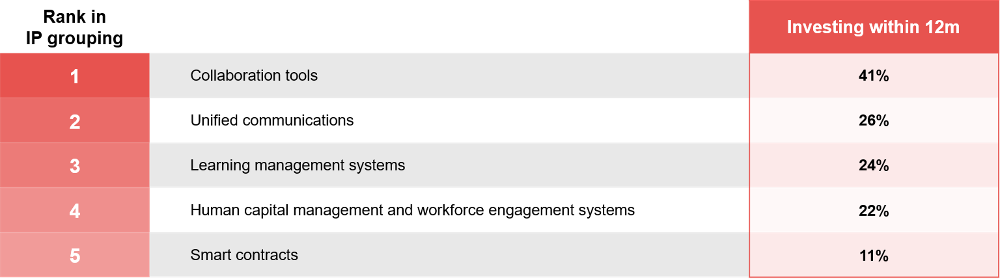 Rank in
IP grouping
Investing within 12m
1 Collaboration tools 41%
2 Unified communications 26%
3 Learning management systems 24%
4 Human capital management and workforce engagement systems 22%
5 Smart contracts 11%